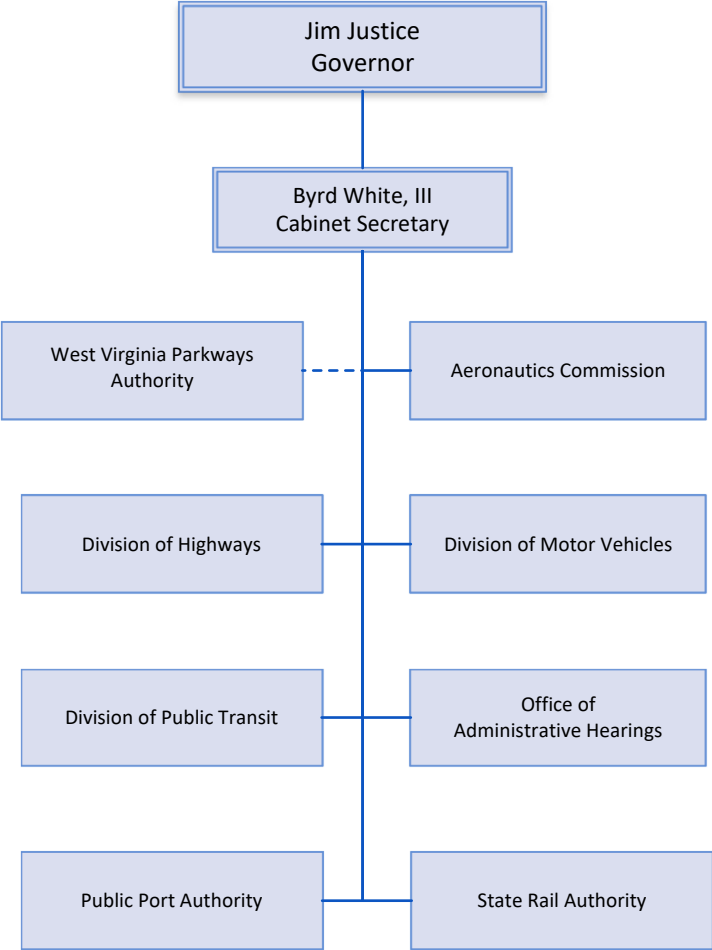 Jim Justice
Governor
Byrd White, III
Cabinet Secretary
West Virginia Parkways
Authority
Aeronautics Commission
Division of Highways
Division of Motor Vehicles
Division of Public Transit
Office of
Administrative Hearings
Public Port Authority
State Rail Authority